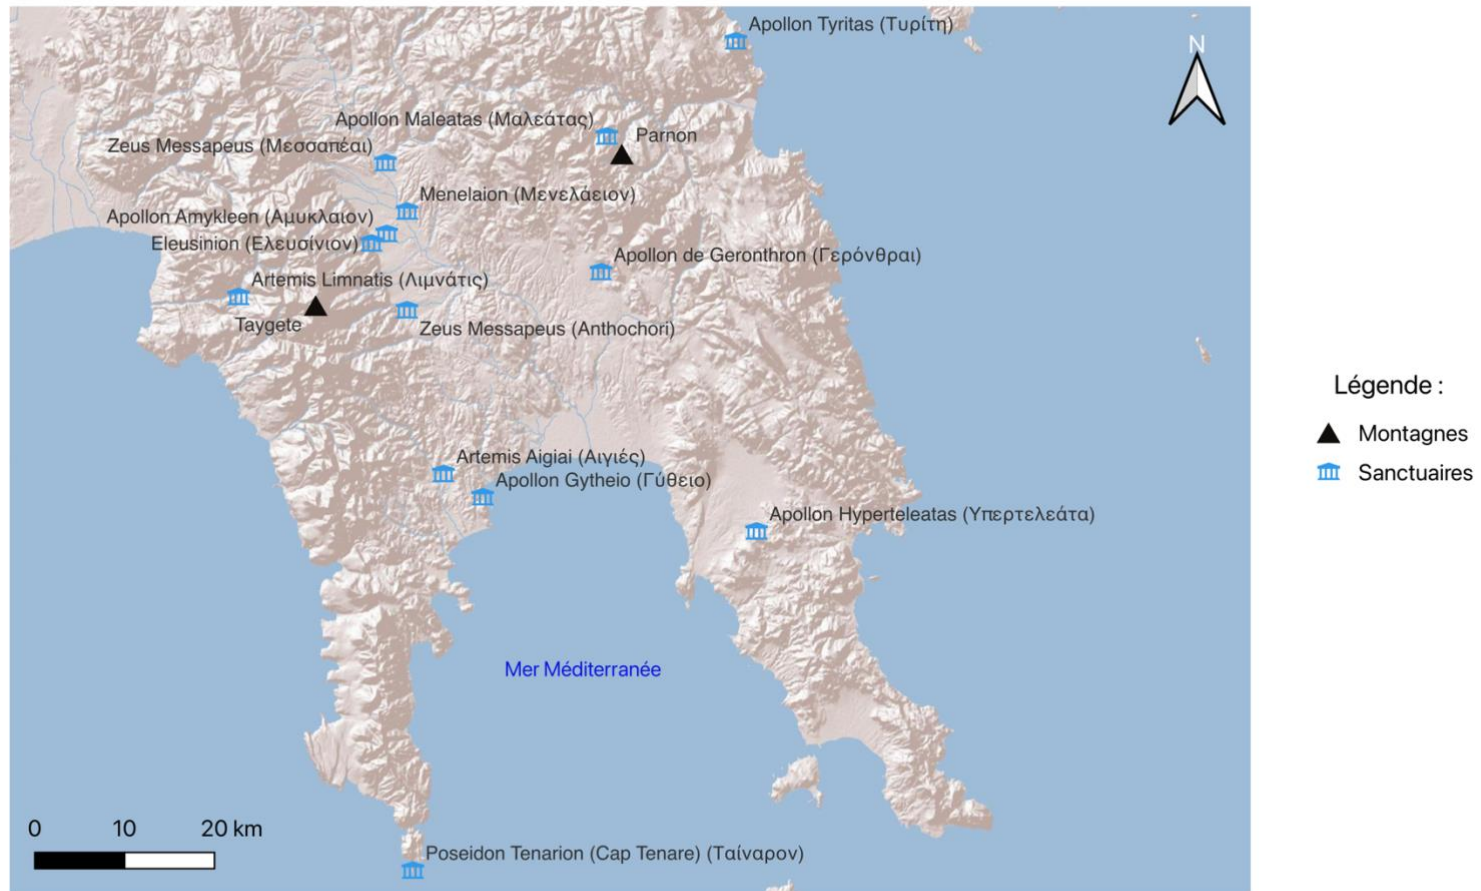 Apollon Tyritas (Τυρίτη)
N
Apollon Maleatas (Μαλεάτας)
Parnon
Zeus Messapeus (Μεσσαπέαι)
Menelaion (Μενελάειον)
Apollon Amykleen (Αμυκλαίον)
Eleusinion (Ελευσίνιον)
Apollon de Geronthron (Γερόνθραι)
Artemis Limnatis (Λιμνάτις)
Taygete
Zeus Messapeus (Anthochori)
Légende :
Montagnes
Sanctuaires
Artemis Aigiai (Αιγιές)
Apollon Gytheio (Γύθειο)
Apollon Hyperteleatas (Υπερτελεάτα)
Mer Méditerranée
0 10 20 km
Poseidon Tenarion (Cap Tenare) (Ταίναρον)